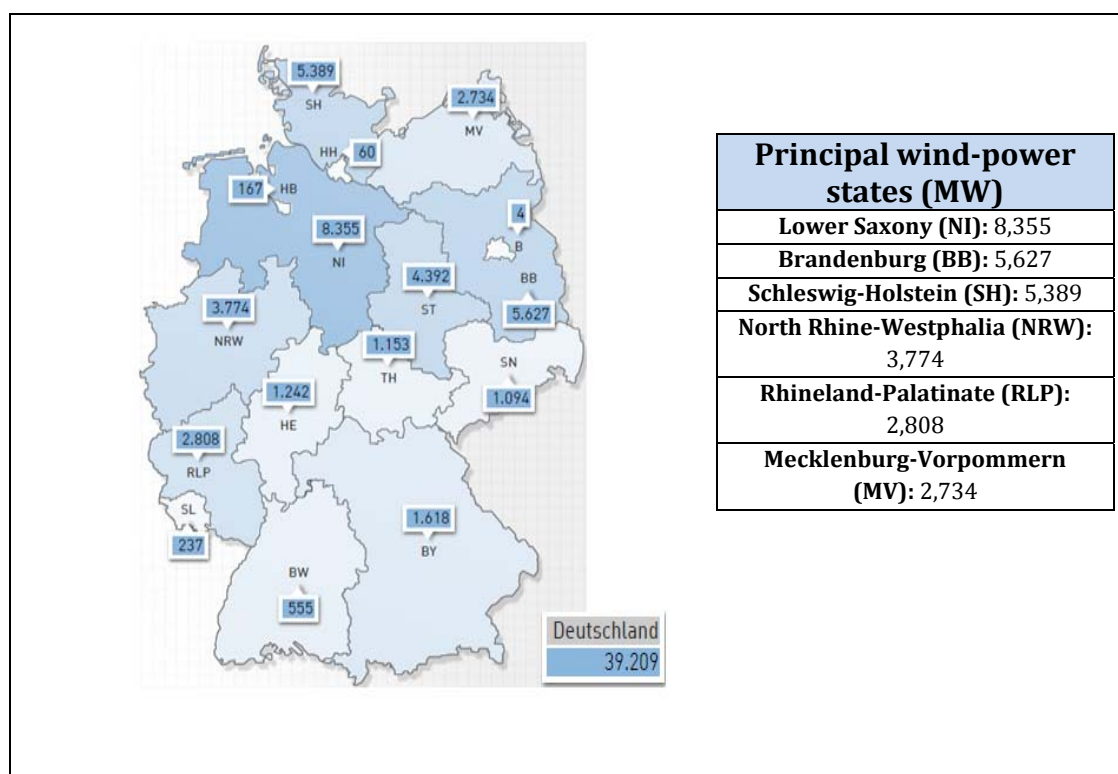 5.389
SH
2.734
MV
HH 60
167 HB
8.355
NI
4
B
BB
5.627
4.392
ST
3.774
NRW
1.153
TH
SN
1.094
1.242
HE
2.808
RLP
SL
237
1.618
BY
BW
555
Deutschland
39.209
Principal wind-power
states (MW)
Lower Saxony (NI): 8,355
Brandenburg (BB): 5,627
Schleswig-Holstein (SH): 5,389
North Rhine-Westphalia (NRW):
3,774
Rhineland-Palatinate (RLP):
2,808
Mecklenburg-Vorpommern
(MV): 2,734